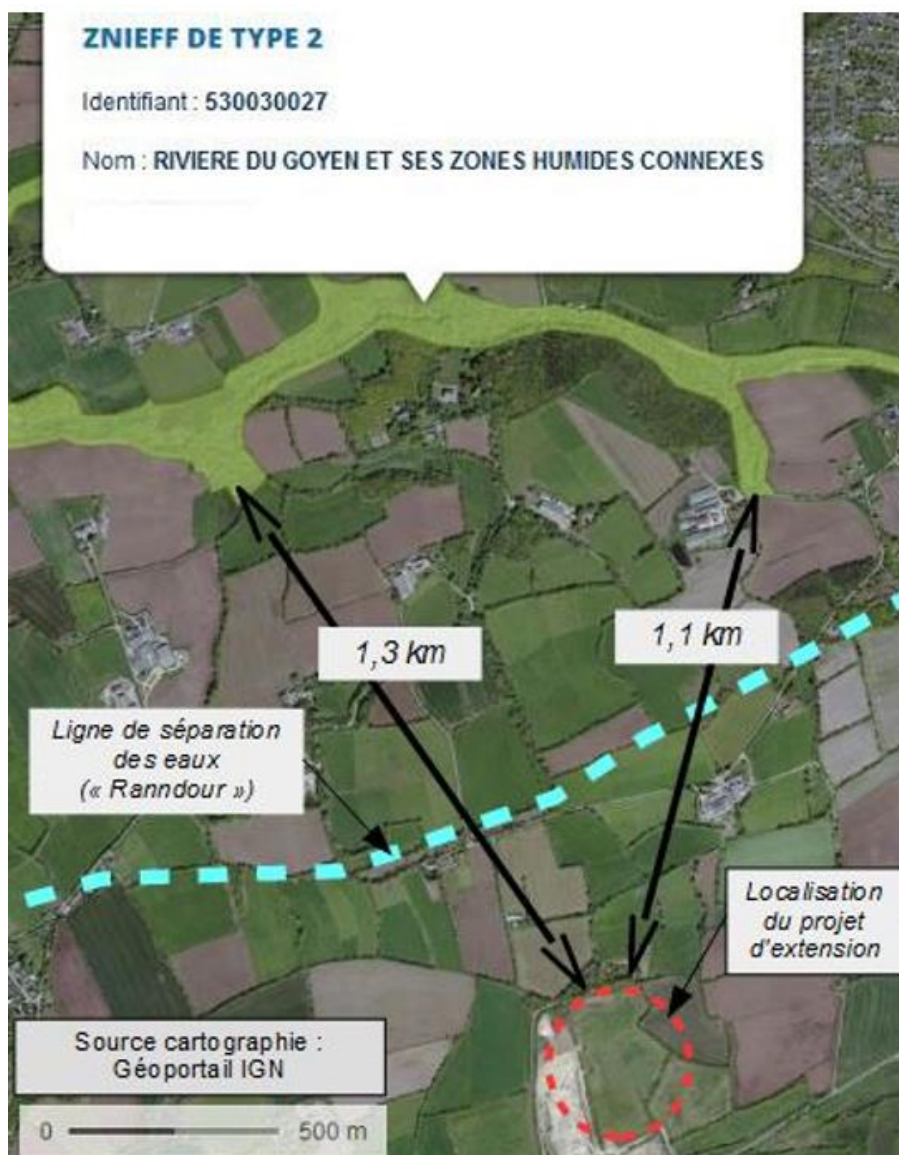 ZNIEFF DE TYPE 2
Identifiant : 530030027
Nom : RIVIERE DU GOYEN ET SES ZONES HUMIDES CONNEXES
1,3 km
1,1 km
Ligne de séparation
des eaux
(« Ranndour »)
Localisation
du projet
d'extension
Source cartographie :
Géoportail IGN
0 500 m